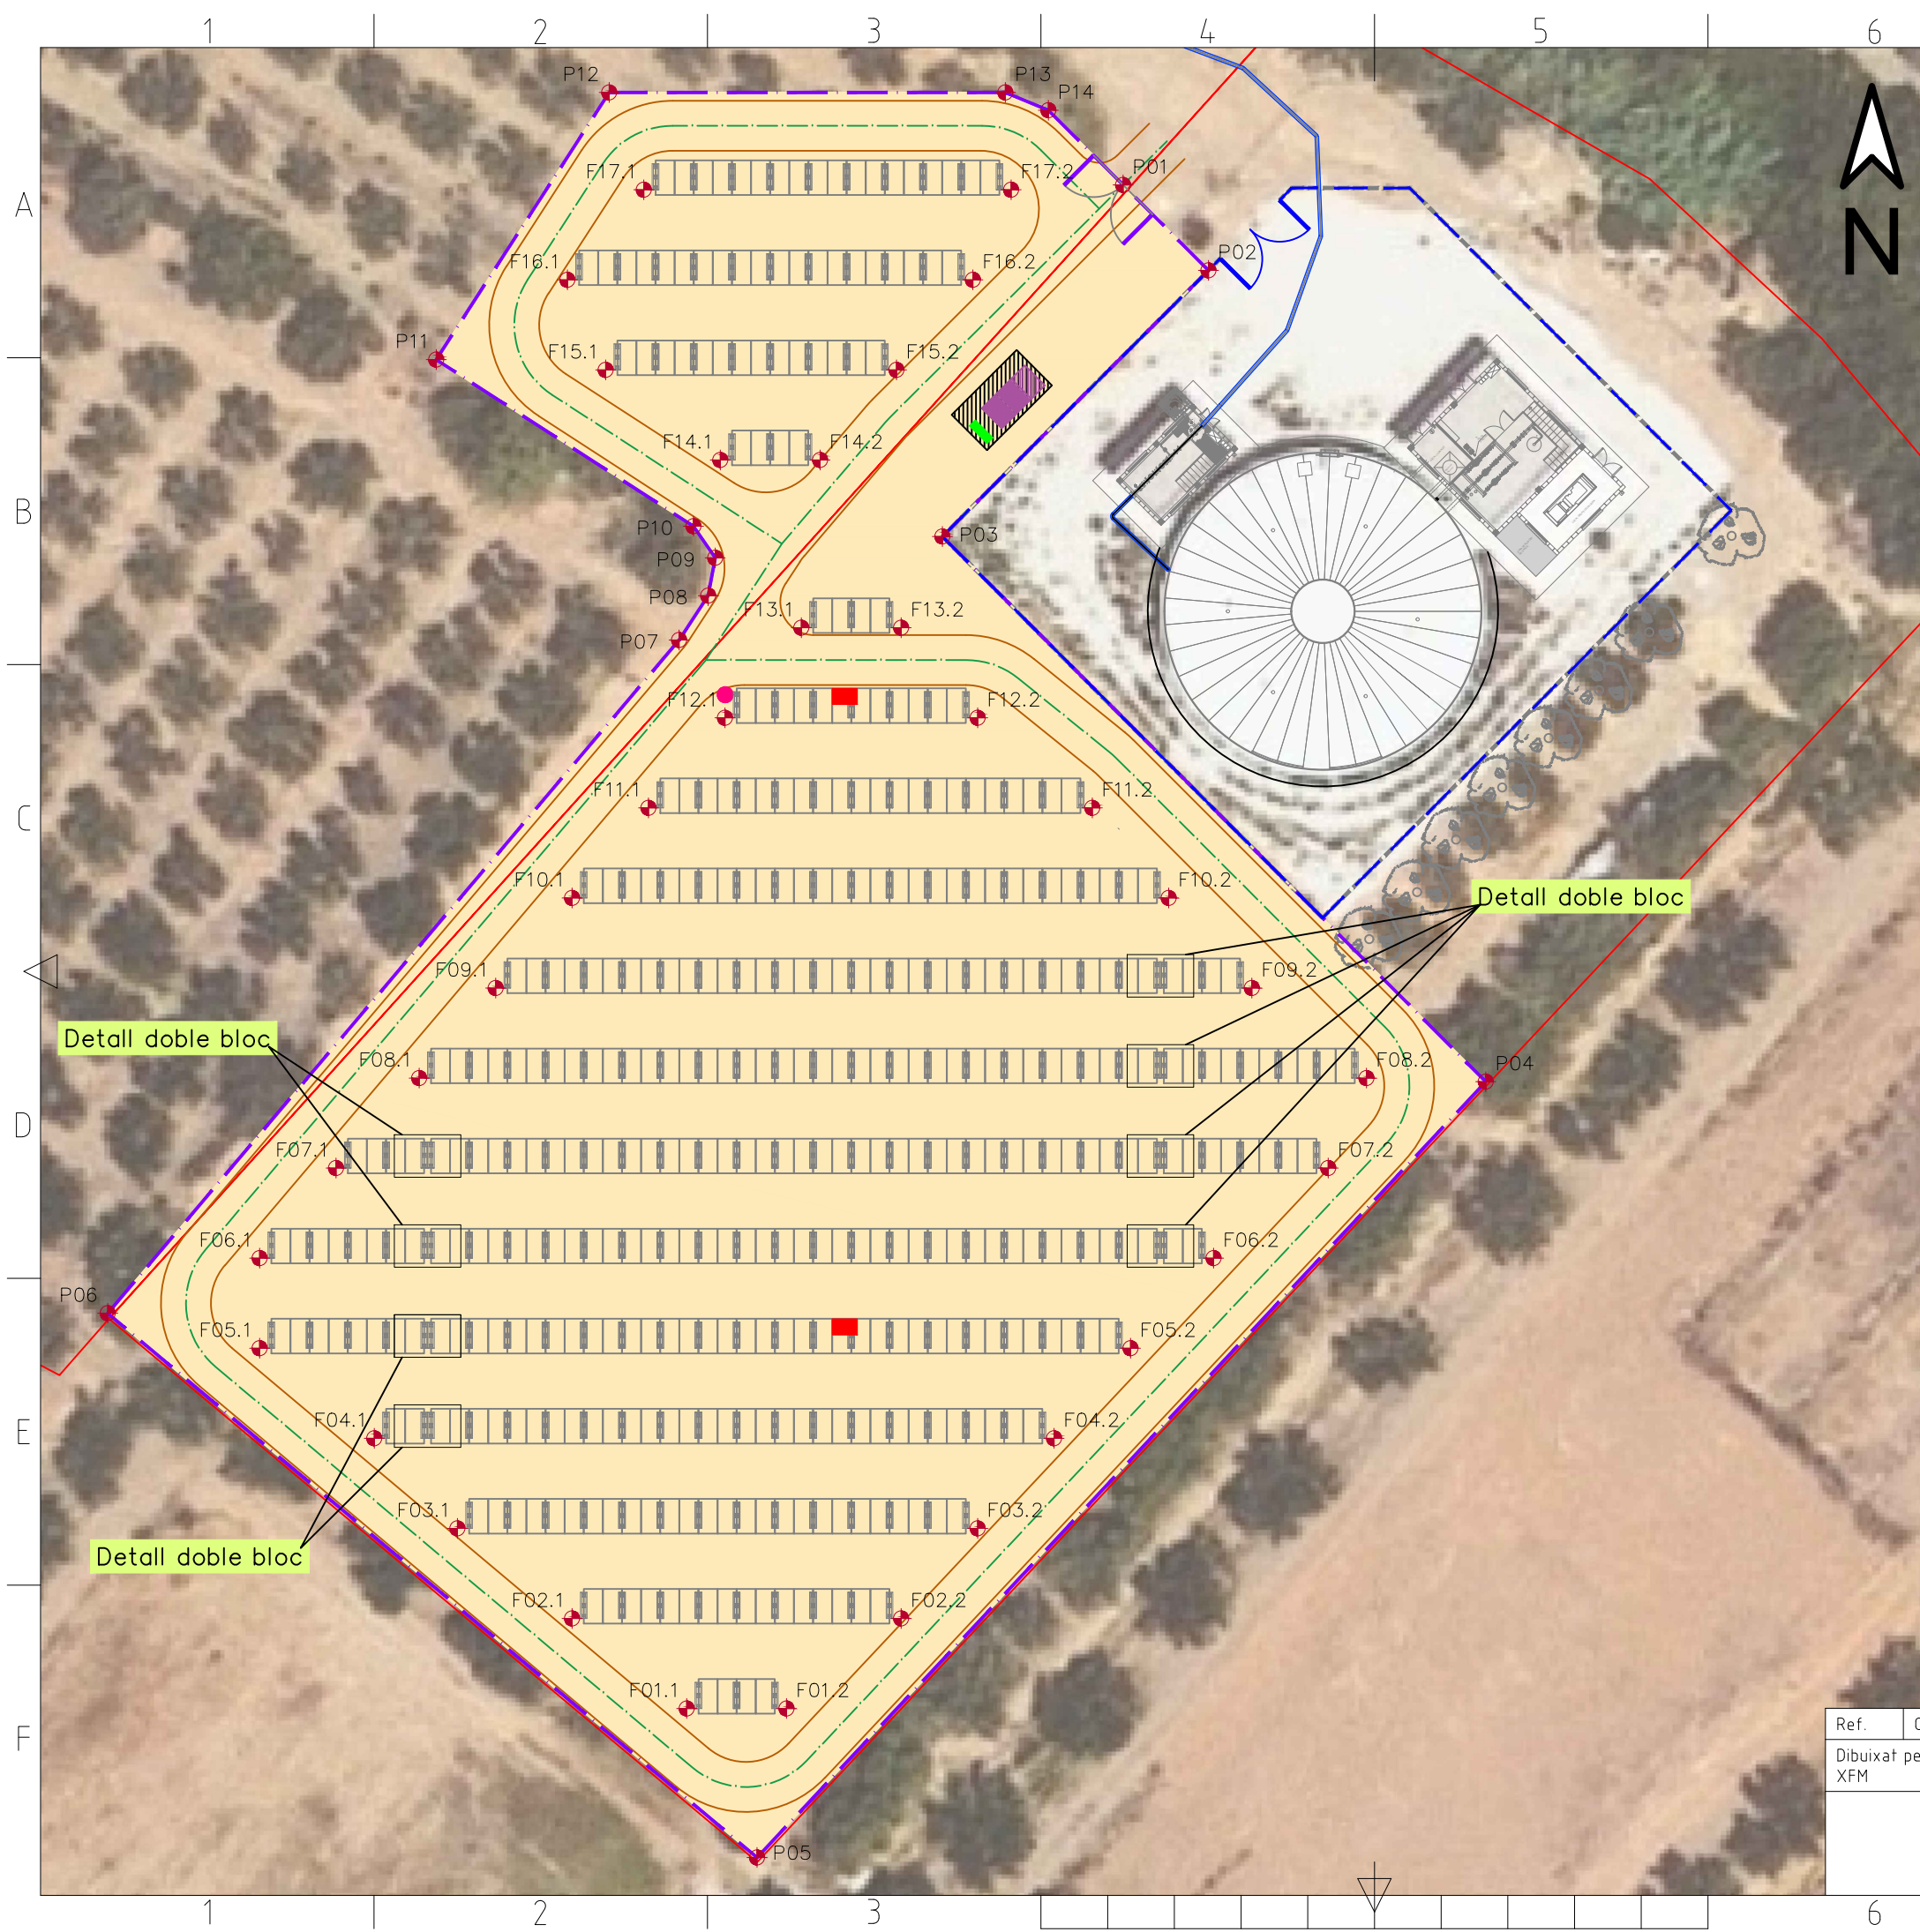 1 2 3 4 5 6
P12
P13
P14
A
F17.1 F17.2
P01
N
P02
F16.1 F16.2
P11
F15.1 F15.2
F14.1 F14.2
B
P10
P03
P09
P08
F13.1 F13.2
P07
F12.1 F12.2
F11.1 F11.2
C
F10.1 F10.2
Detall doble bloc
F09.1 F09.2
Detall doble bloc
F08.1 F08.2
P04
D
F07.1 F07.2
F06.1 F06.2
P06
F05.1 F05.2
E
F04.1 F04.2
F03.1 F03.2
Detall doble bloc
F02.1 F02.2
F01.1 F01.2
F
Ref.
Dibuixat pe
XFM
P05
1 2 3 6